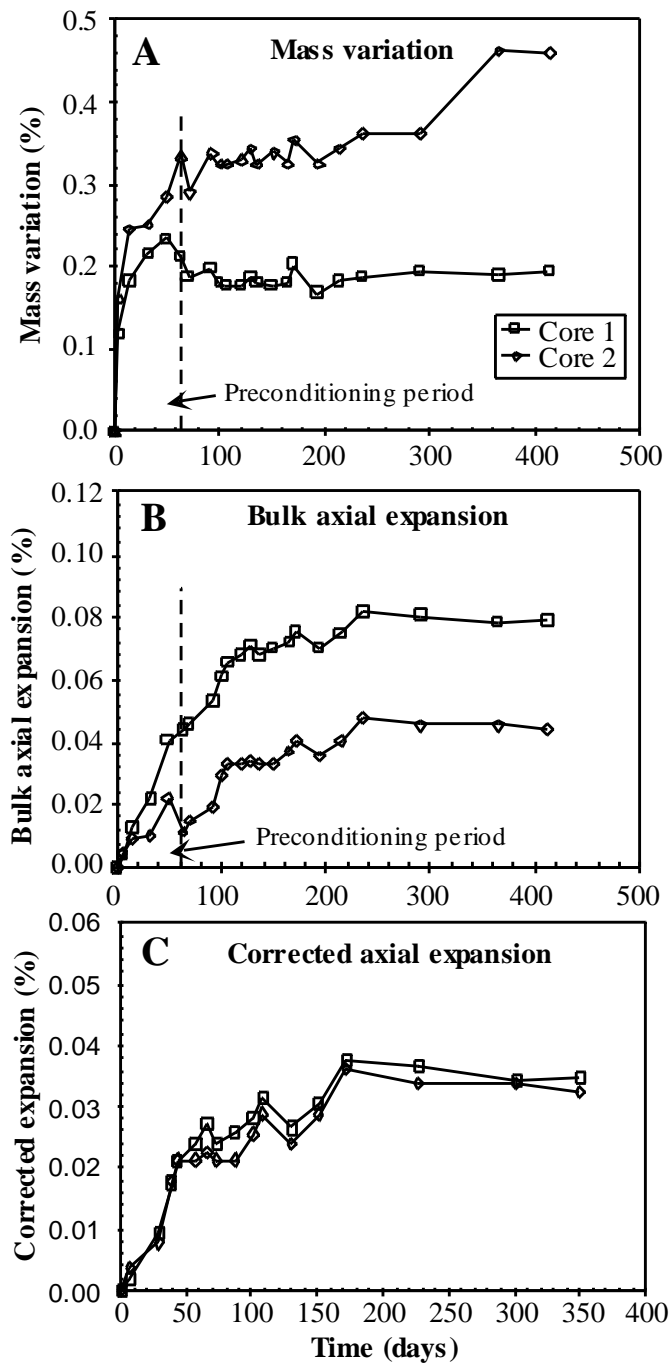 0.5
A
Mass variation
0.4
0.3
0.2
0.1
0.0
Mass variation (%)
Core 1
Core 2
Preconditioning period
0
100
200
300
400
500
0.12
B
Bulk axial expansion
0.10
0.08
0.06
0.04
0.02
0.00
Bulk axial expansion (%)
Preconditioning period
0
100
200
300
400
500
0.06
C
Corrected axial expansion
0.05
0.04
0.03
0.02
0.01
0.00
Corrected expansion (%)
0
50
100
150
200
250
300
350
400
Time (days)